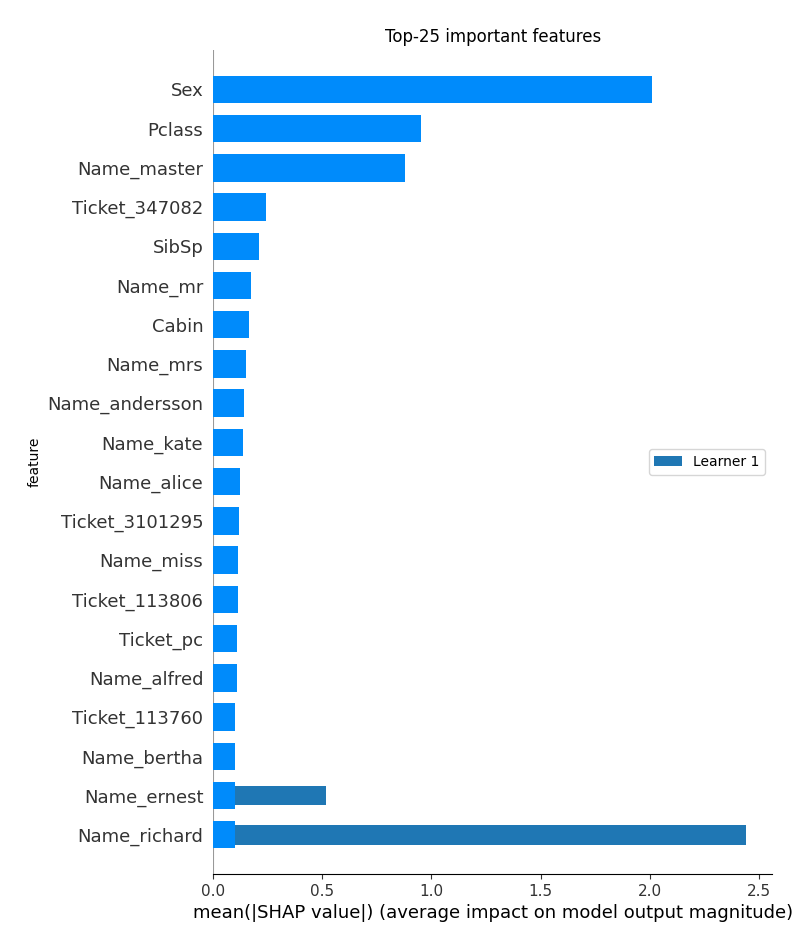 Top-25 important features
Sex
Pclass
Name_master
Ticket_347082
SibSp
Name_mr
Cabin
Name_mrs
Name_andersson
Name_kate
feature
Learner 1
Name_alice
Ticket_3101295
Name_miss
Ticket_113806
Ticket_pc
Name_alfred
Ticket_113760
Name_bertha
Name_ernest
Name_richard
0.0 0.5 1.0 1.5 2.0 2.5
mean(|SHAP value|) (average impact on model output magnitude)